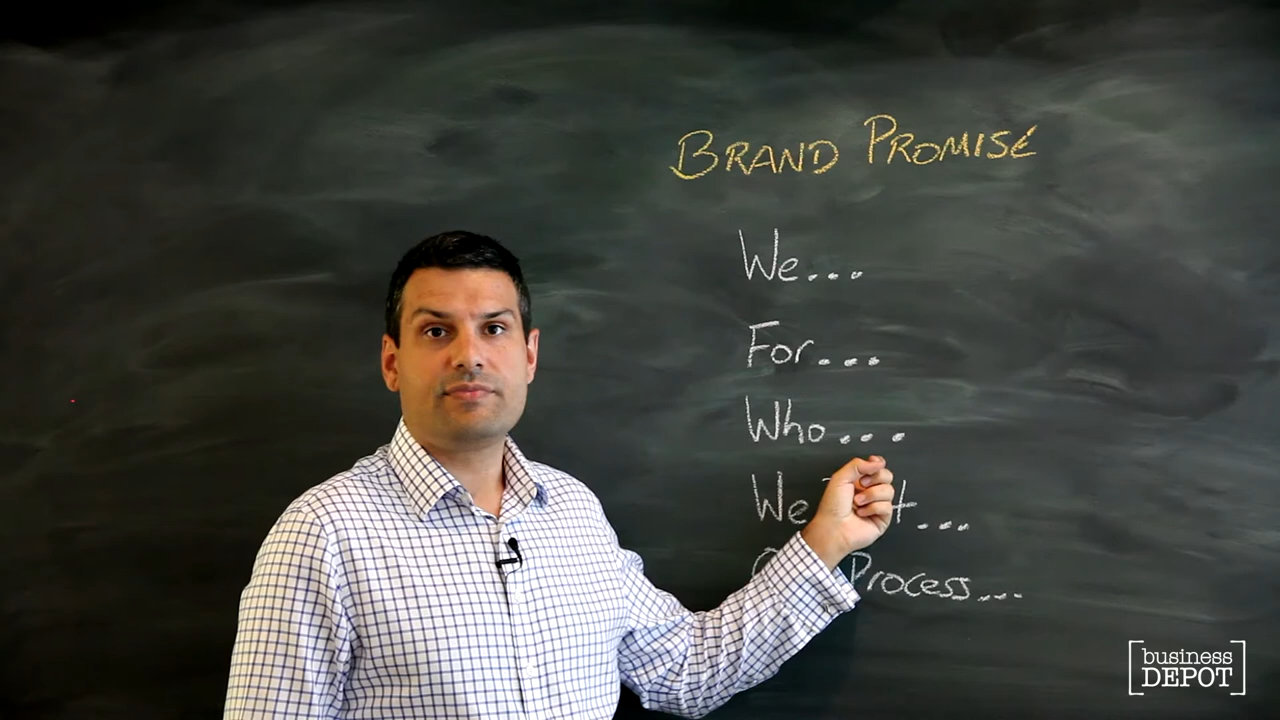 BRAND PROMISE
We...
For...
Who...
We
Process...
[business
DEPOT]